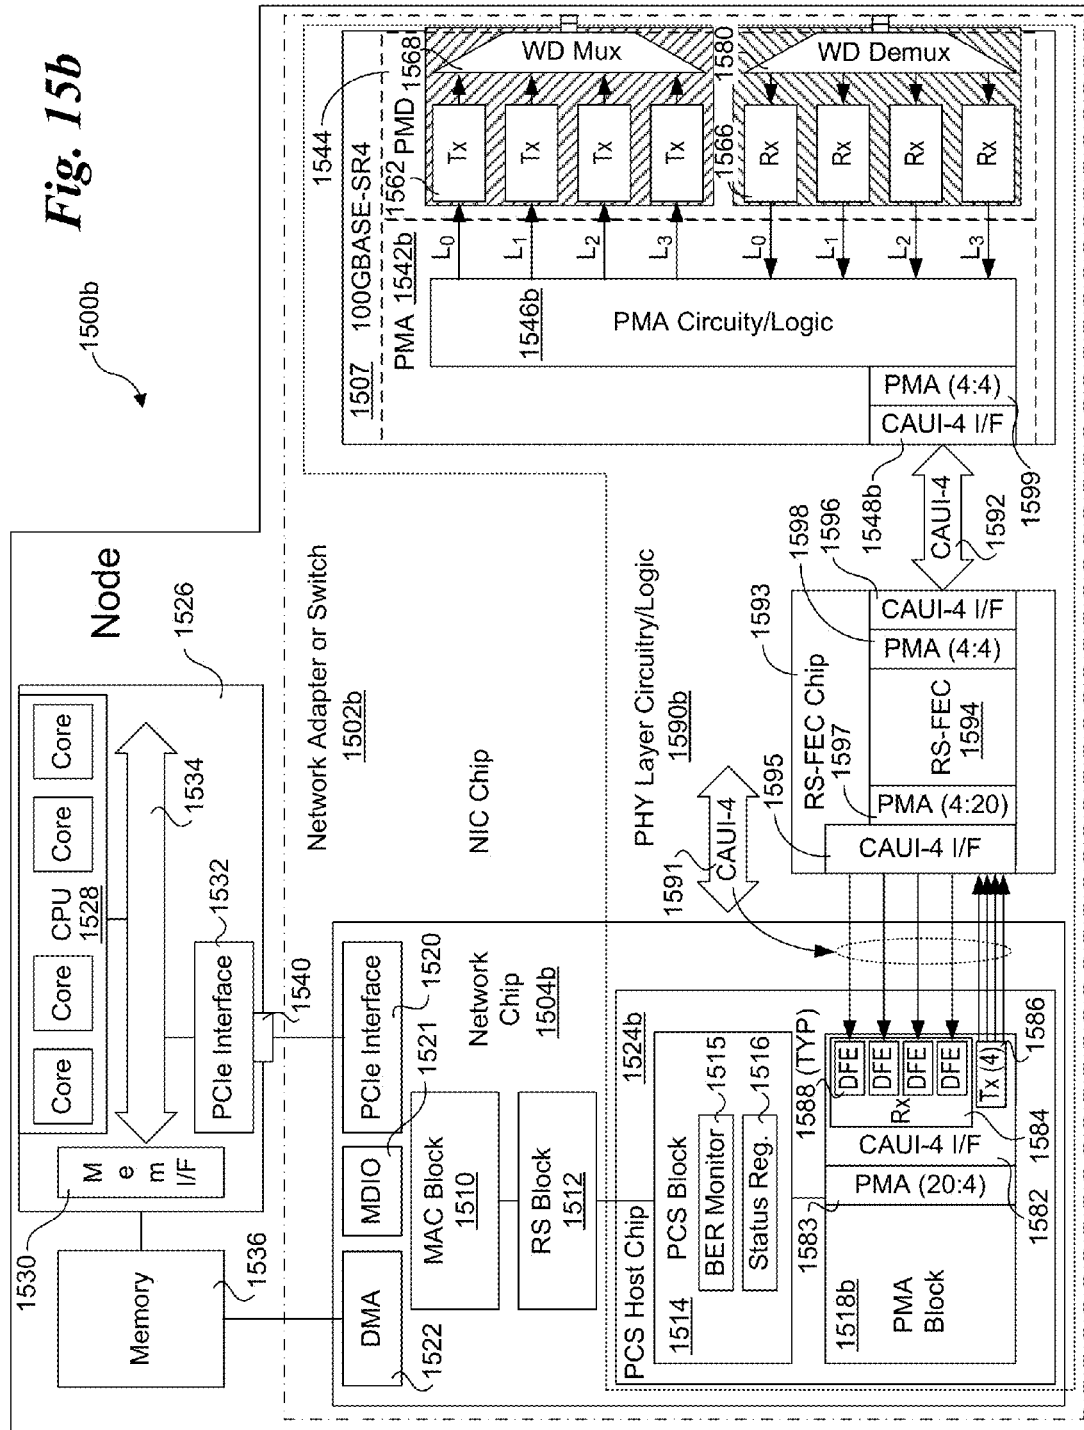 Fig. 15b
1500b
Node
1526
Core
Core
Core
Core
CPU
1528
1534
Mem I/F
1530
PCIe Interface
1532
1540
Memory
1536
Network Adapter or Switch
1502b
NIC Chip
DMA
1522
MDIO
1521
PCIe Interface
1520
Network
Chip
1504b
MAC Block
1510
RS Block
1512
PCS Host Chip
1524b
PCS Block
1514
BER Monitor
1515
Status Reg.
1516
1518b
PMA
Block
1583
PMA (20:4)
CAUI-4 I/F
1582
Rx
1584
DFE
DFE
DFE
DFE
1588 (TYP)
Tx (4)
1586
PHY Layer Circuitry/Logic
1590b
CAUI-4
1591
RS-FEC Chip
1593
1595
CAUI-4 I/F
PMA (4:20)
1597
RS-FEC
1594
PMA (4:4)
1598
CAUI-4 I/F
1596
CAUI-4
1592
1507
100GBASE-SR4
1544
PMA
1542b
PMD
CAUI-4 I/F
1548b
PMA (4:4)
1599
PMA Circuity/Logic
1546b
L0
L1
L2
L3
L0
L1
L2
L3
1562
Tx
Tx
Tx
Tx
1568
WD Mux
1566
Rx
Rx
Rx
Rx
1580
WD Demux